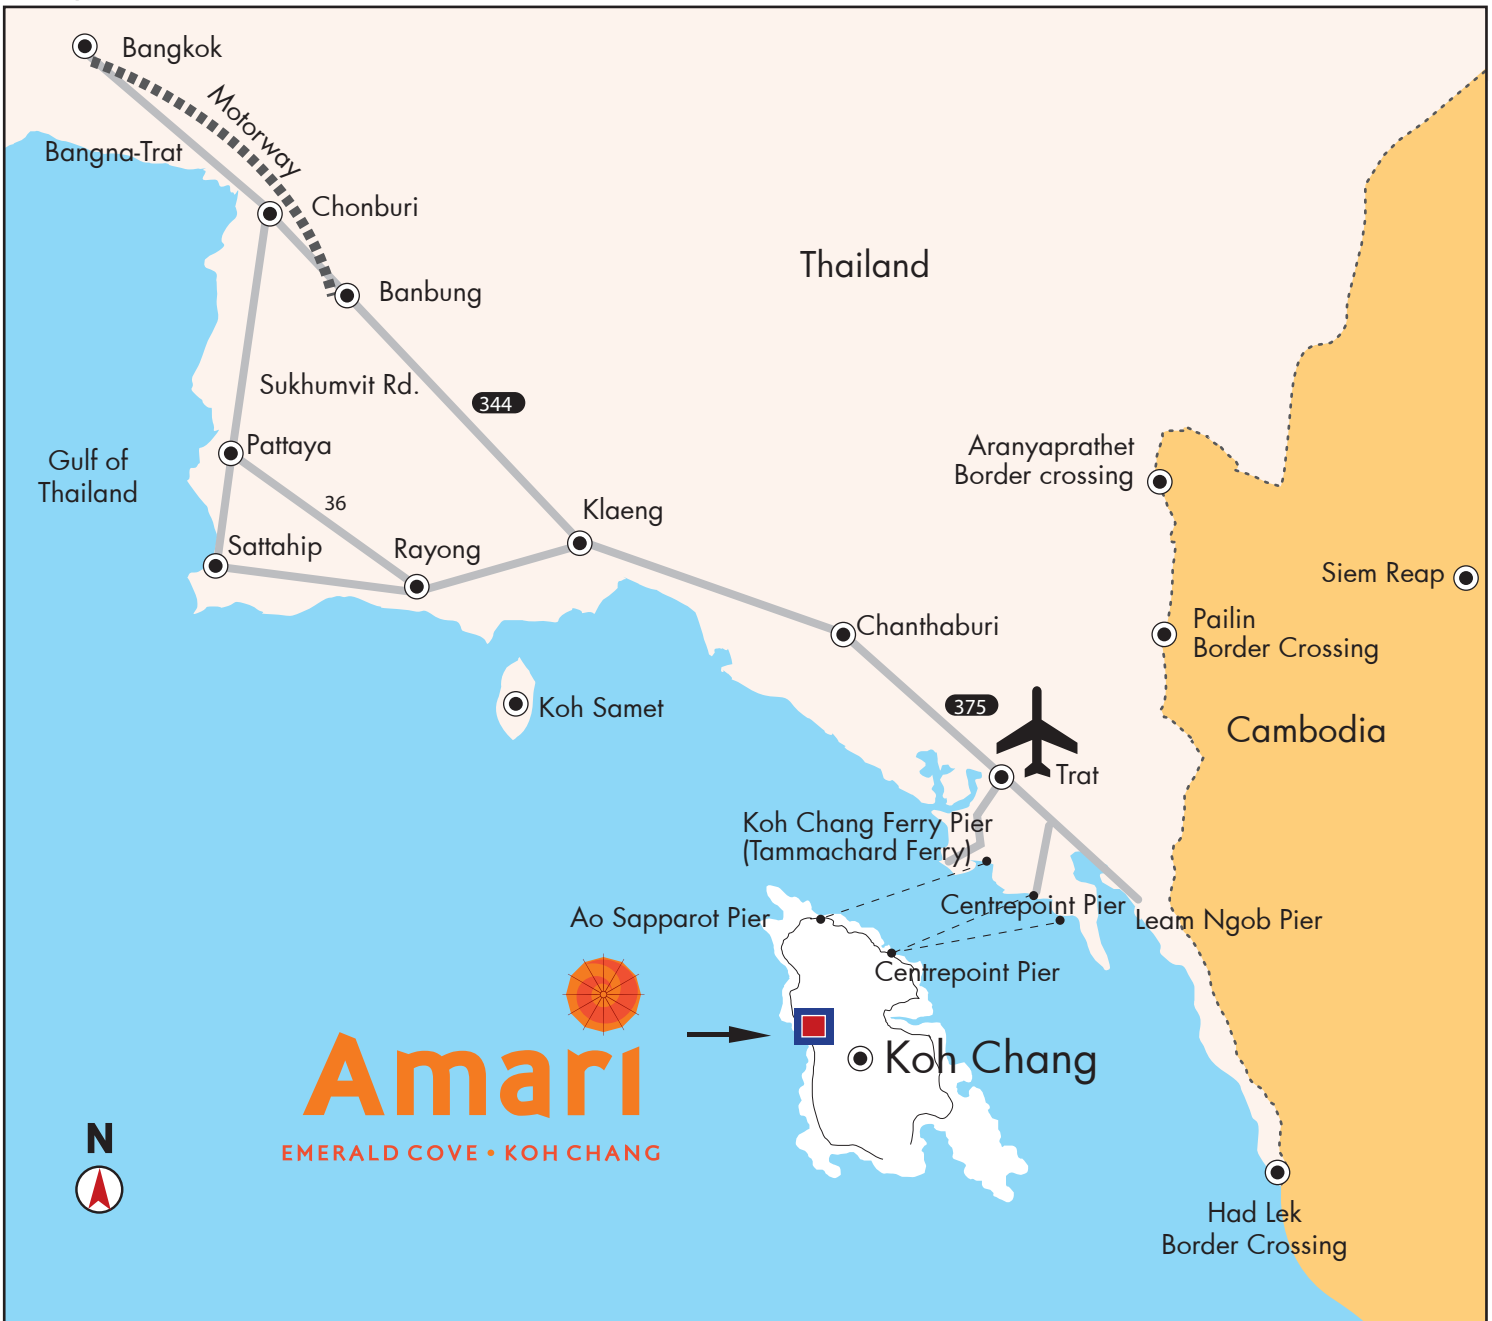 Bangkok
Motorway
Bangna-Trat
Chonburi
Thailand
Banbung
Sukhumvit Rd.
344
Pattaya
Aranyaprathet
Border crossing
Gulf of
Thailand
36
Klaeng
Sattahip
Rayong
Siem Reap
Pailin
Border Crossing
Chanthaburi
Koh Samet
375
Cambodia
Trat
Koh Chang Ferry Pier
(Tammachard Ferry)
Centrepoint Pier
Leam Ngob Pier
Ao Sapparot Pier
Centrepoint Pier
Koh Chang
Amari
EMERALD COVE • KOH CHANG
N
Had Lek
Border Crossing